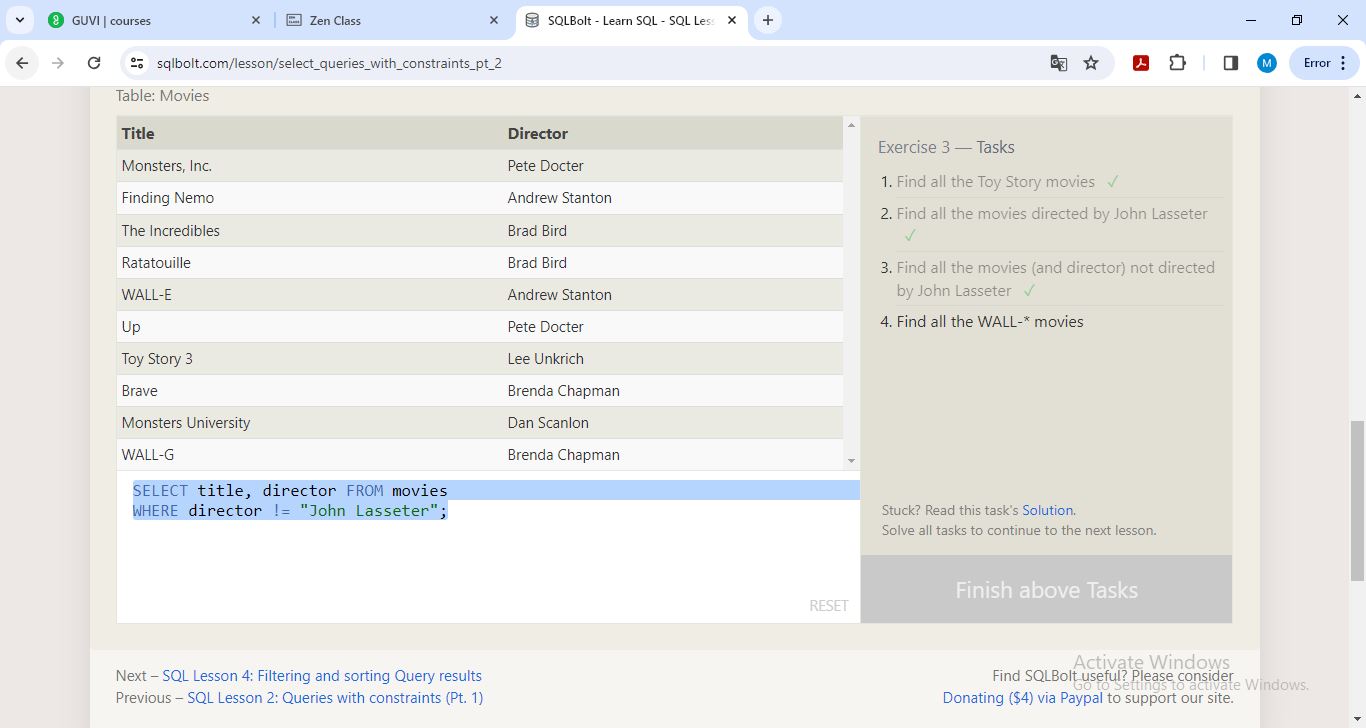 GUVI | courses
Zen Class
SQLBolt - Learn SQL - SQL Les
sqlbolt.com/lesson/select_queries_with_constraints_pt_2
M
Error
Table: Movies
Title Director
Monsters, Inc. Pete Docter
Finding Nemo Andrew Stanton
The Incredibles Brad Bird
Ratatouille Brad Bird
WALL-E Andrew Stanton
Up Pete Docter
Toy Story 3 Lee Unkrich
Brave Brenda Chapman
Monsters University Dan Scanlon
WALL-G Brenda Chapman
SELECT title, director FROM movies
WHERE director != "John Lasseter";
RESET
Exercise 3 — Tasks
1. Find all the Toy Story movies ✓
2. Find all the movies directed by John Lasseter
✓
3. Find all the movies (and director) not directed
by John Lasseter ✓
4. Find all the WALL-* movies
Stuck? Read this task's Solution.
Solve all tasks to continue to the next lesson.
Finish above Tasks
Next – SQL Lesson 4: Filtering and sorting Query results
Previous – SQL Lesson 2: Queries with constraints (Pt. 1)
Find SQLBolt useful? Please consider
Donating ($4) via Paypal to support our site.
Activate Windows
Go to Settings to activate Windows.